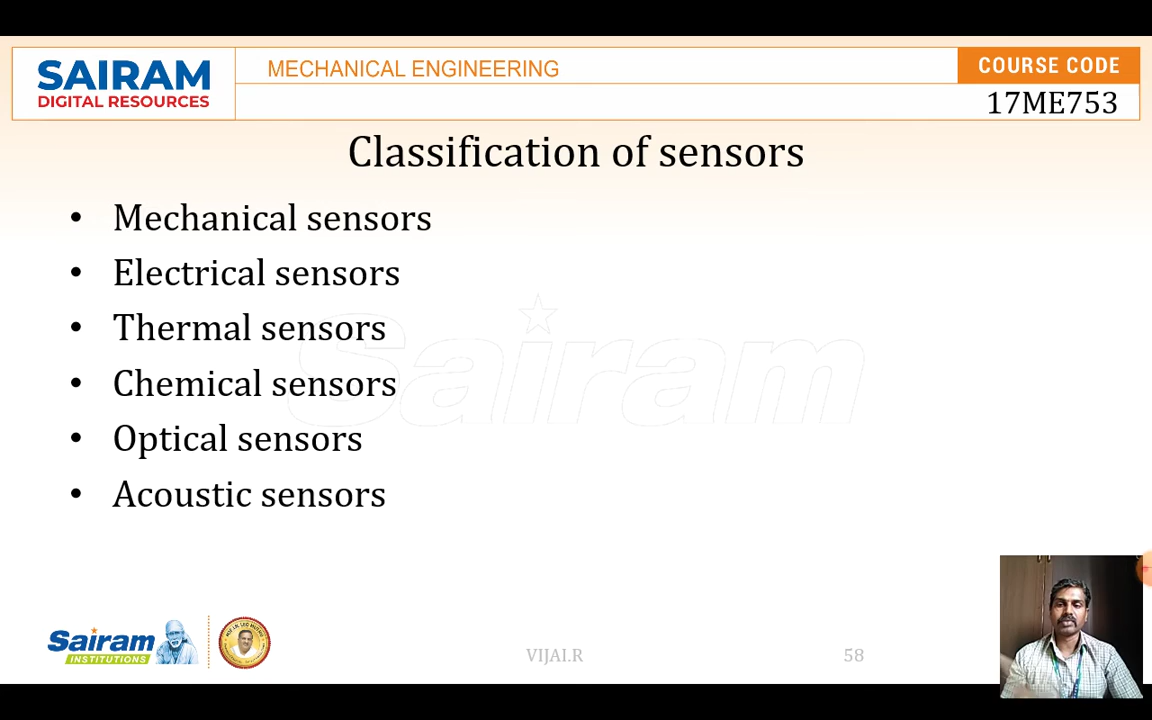 SAIRAM
DIGITAL RESOURCES
MECHANICAL ENGINEERING
COURSE CODE
17ME753
Classification of sensors
• Mechanical sensors
• Electrical sensors
• Thermal sensors
• Chemical sensors
• Optical sensors
• Acoustic sensors
Sairam
Sairam
INSTITUTIONS
VIJAI.R
58